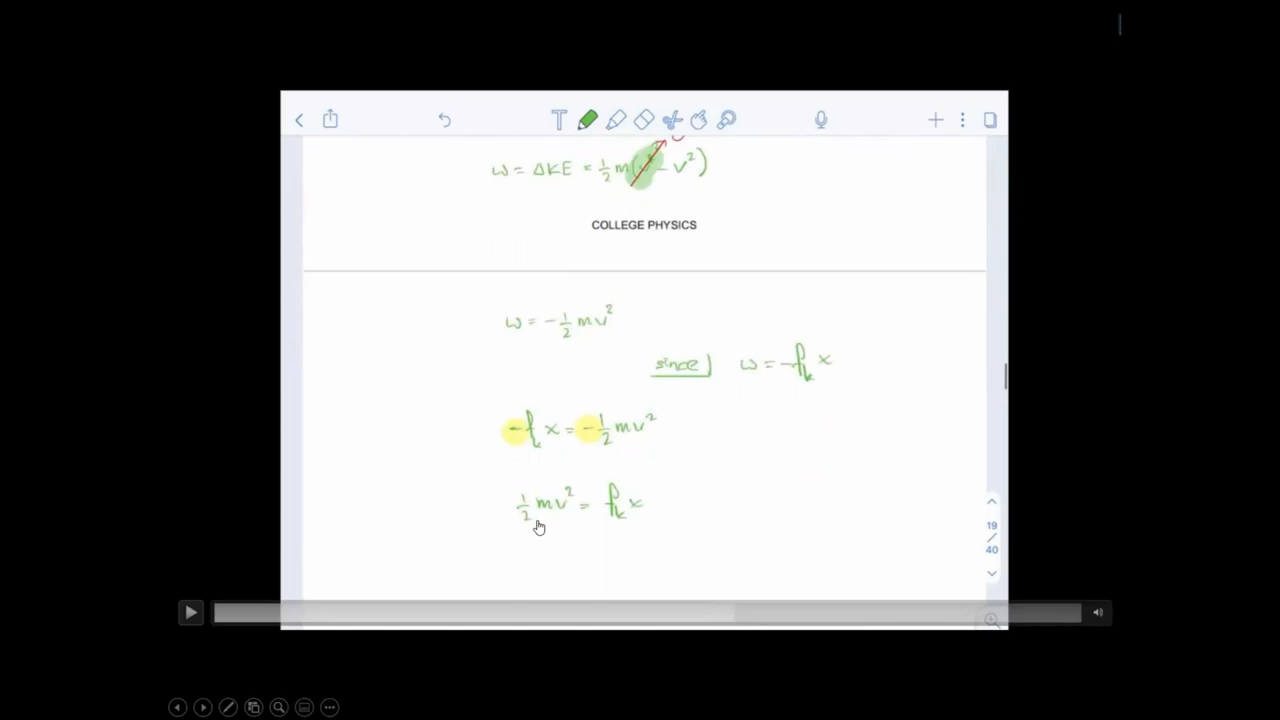 W = ΔKE = ½ m(v² - v²)
COLLEGE PHYSICS
W = -½ mv²
since W = -fₖ x
-fₖ x = -½ mv²
½ mv² = fₖ x
19
/
40